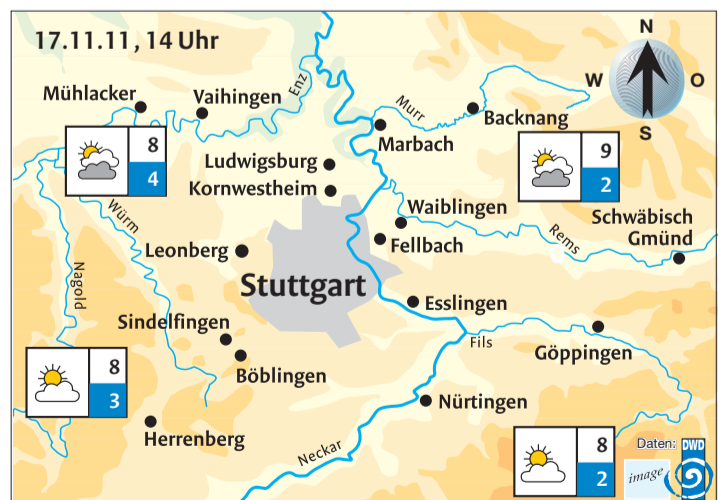 17.11.11, 14 Uhr
N
W
O
S
Mühlacker
Vaihingen
Enz
Murr
Backnang
Marbach
8
4
9
2
Ludwigsburg
Kornwestheim
Würm
Waiblingen
Schwäbisch
Gmünd
Rems
Leonberg
Fellbach
Nagold
Stuttgart
Esslingen
Sindelfingen
Fils
Göppingen
Böblingen
8
3
Nürtingen
Herrenberg
Neckar
8
2
Daten: DWD
image